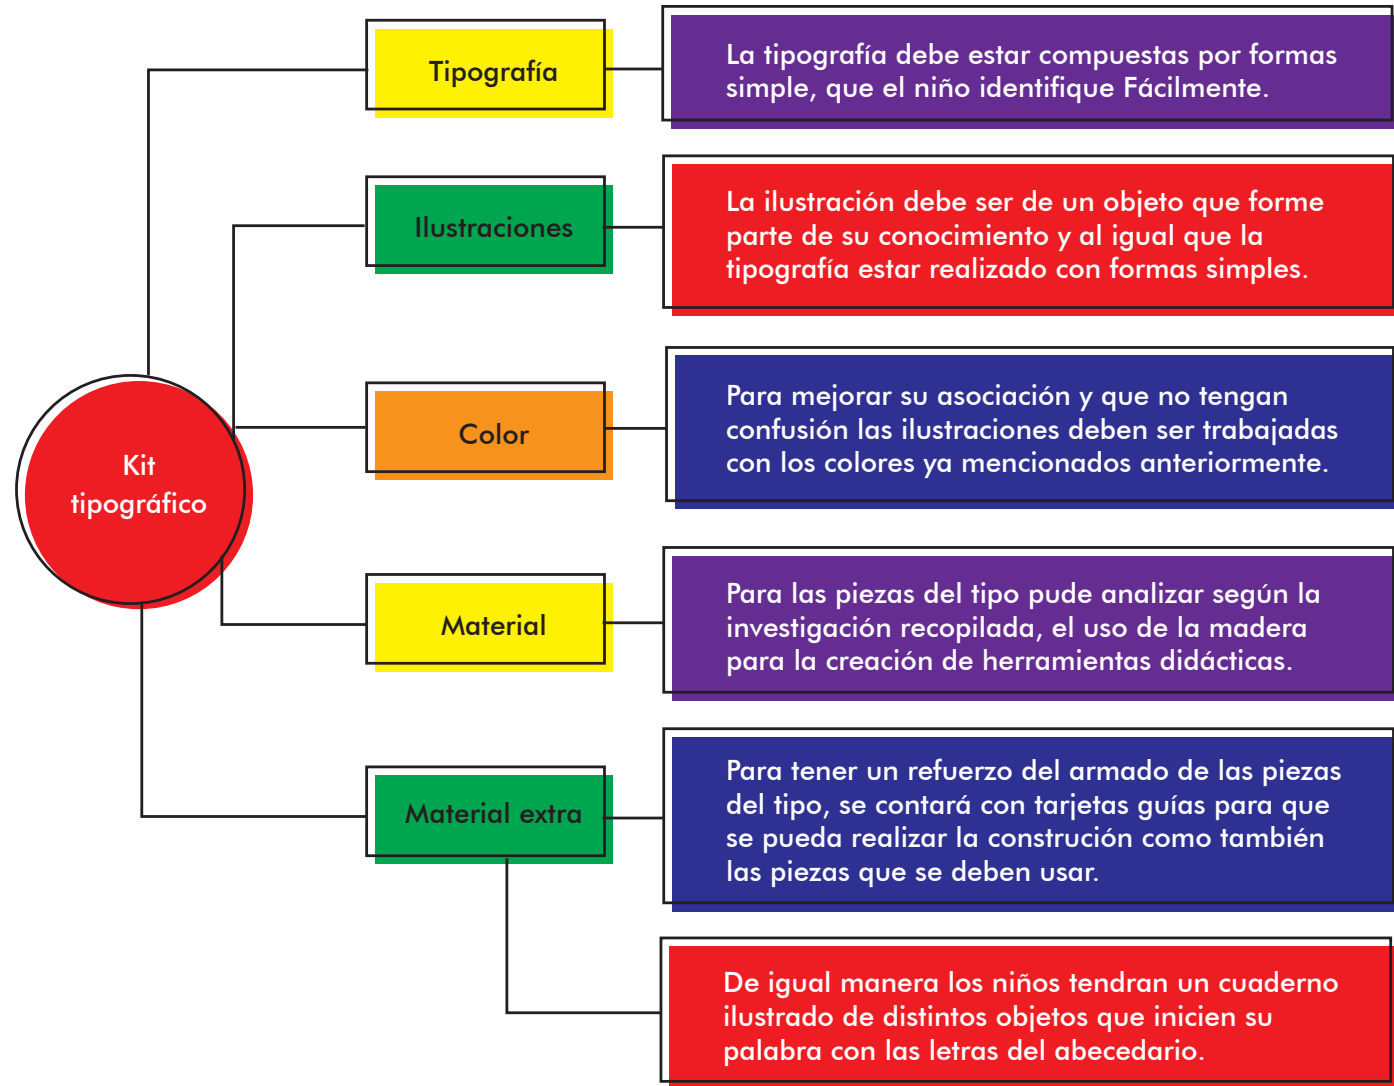 Tipografía
La tipografía debe estar compuestas por formas
simple, que el niño identifique Fácilmente.
Ilustraciones
La ilustración debe ser de un objeto que forme
parte de su conocimiento y al igual que la
tipografía estar realizado con formas simples.
Kit
tipográfico
Color
Para mejorar su asociación y que no tengan
confusión las ilustraciones deben ser trabajadas
con los colores ya mencionados anteriormente.
Material
Para las piezas del tipo pude analizar según la
investigación recopilada, el uso de la madera
para la creación de herramientas didácticas.
Material extra
Para tener un refuerzo del armado de las piezas
del tipo, se contará con tarjetas guías para que
se pueda realizar la construción como también
las piezas que se deben usar.
De igual manera los niños tendran un cuaderno
ilustrado de distintos objetos que inicien su
palabra con las letras del abecedario.